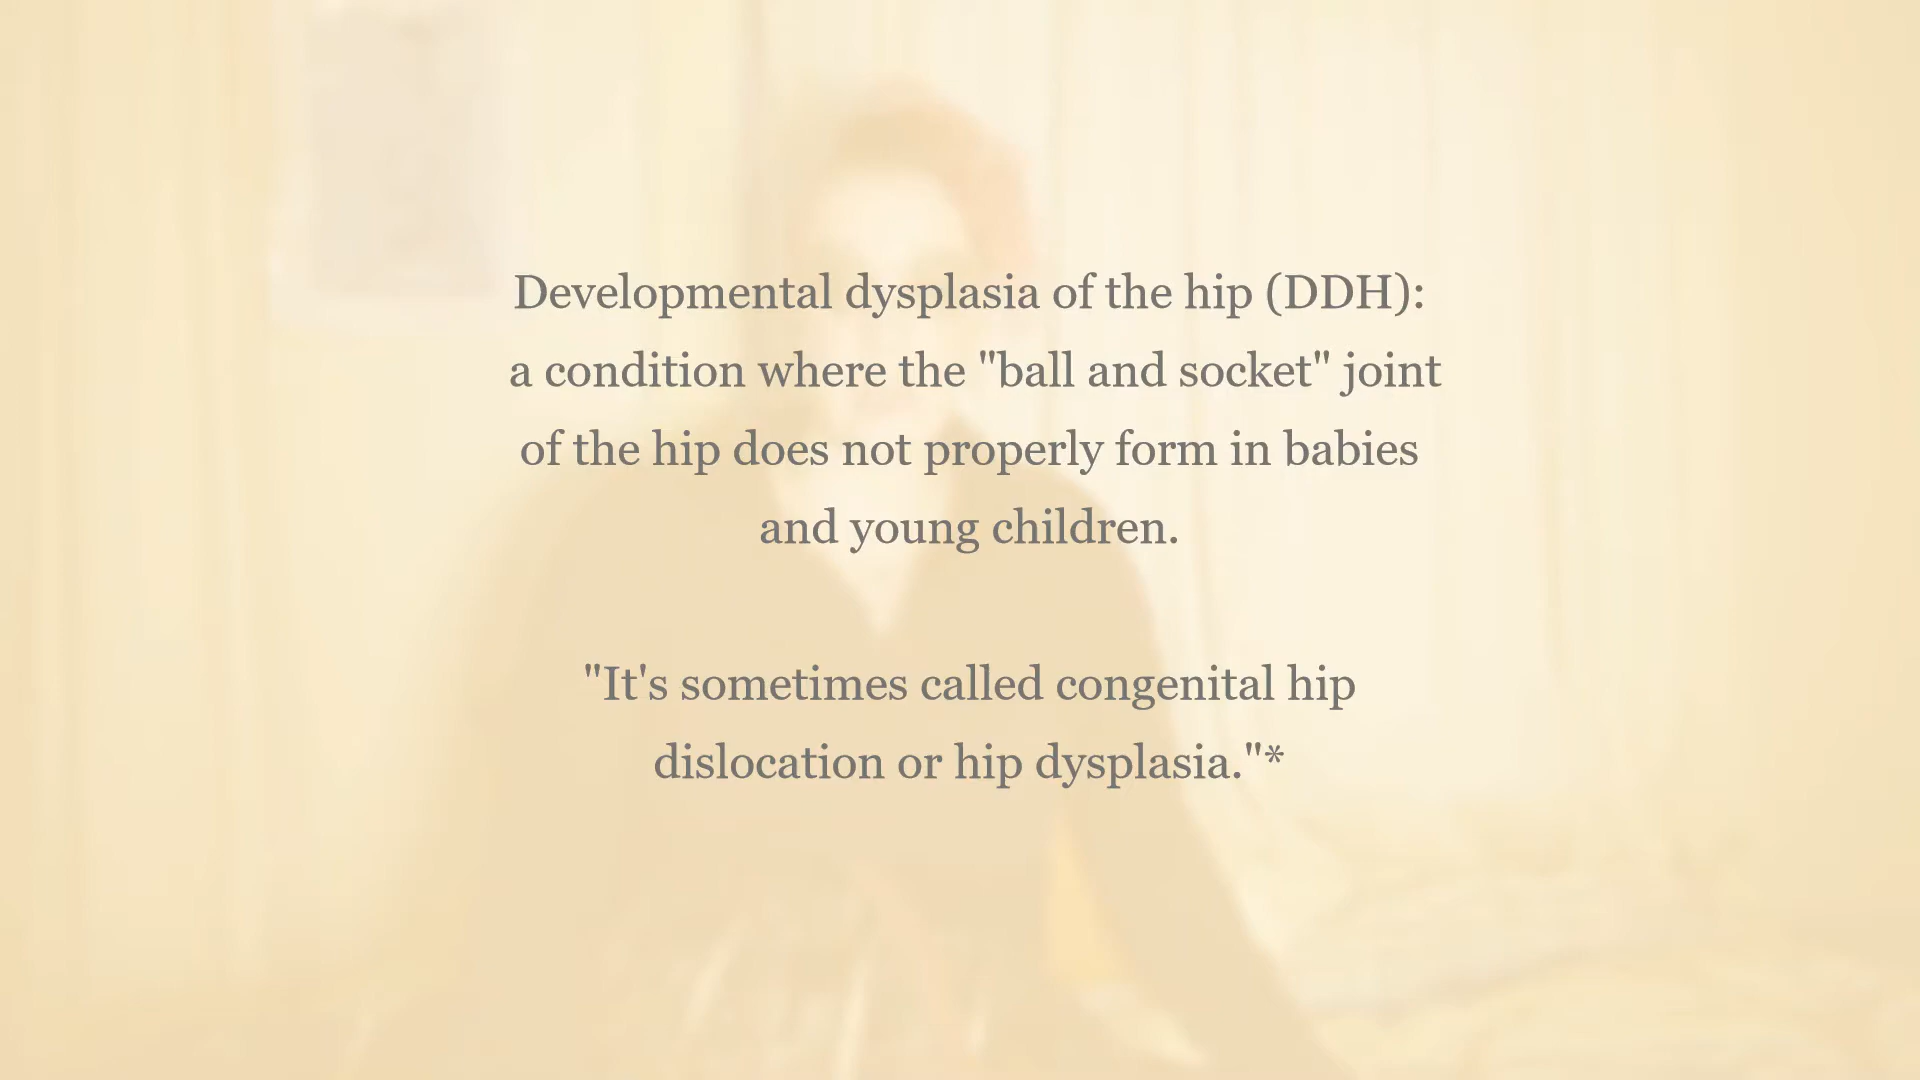 Developmental dysplasia of the hip (DDH):
a condition where the "ball and socket" joint
of the hip does not properly form in babies
and young children.
"It's sometimes called congenital hip
dislocation or hip dysplasia."*